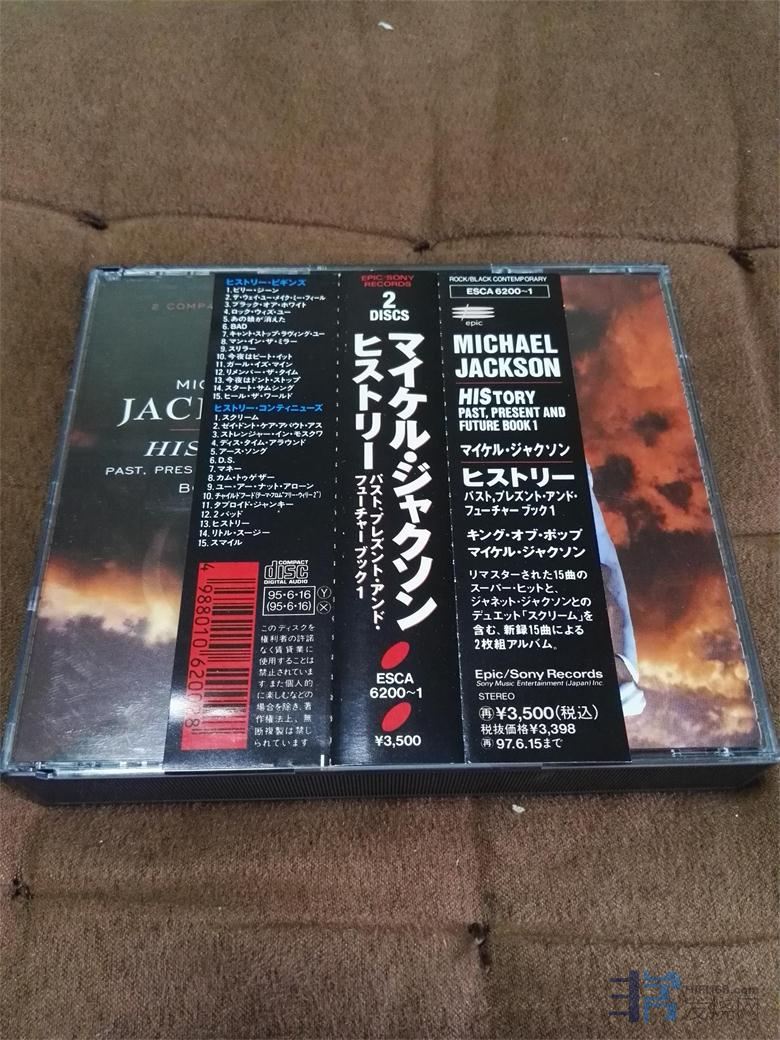 2 COMPA
MIC
JAC
HIS
PAST, PRES
BO
ヒストリー・ビギンズ
1. ビリー・ジーン
2. ザ・ウェイ・ユー・メイク・ミー・フィール
3. ブラック・オア・ホワイト
4. ロック・ウィズ・ユー
5. あの娘が消えた
6. BAD
7. キャント・ストップ・ラヴィング・ユー
8. マン・イン・ザ・ミラー
9. スリラー
10. 今夜はビート・イット
11. ガール・イズ・マイン
12. リメンバー・ザ・タイム
13. 今夜はドント・ストップ
14. スタート・サムシング
15. ヒール・ザ・ワールド
ヒストリー・コンティニューズ
1. スクリーム
2. ゼイ・ドント・ケア・アバウト・アス
3. ストレンジャー・イン・モスクワ
4. ディス・タイム・アラウンド
5. アース・ソング
6. D.S.
7. マネー
8. カム・トゥゲザー
9. ユー・アー・ナット・アローン
10. チャイルドフッド(テーマ・フロム"フリー・ウィリー2")
11. タブロイド・ジャンキー
12. 2 バッド
13. ヒストリー
14. リトル・スージー
15. スマイル
COMPACT
disc
DIGITAL AUDIO
95・6・16
(95・6・16)
Y
X
このディスクを
権利者の許諾
なく賃貸業に
使用することは
禁止されていま
す。また個人的
に楽しむなどの
場合を除き、著
作権法上、無
断複製は禁じ
られています
4 988010 620028
EPIC/SONY
RECORDS
2
DISCS
マイケル・ジャクソン
ヒストリー
パスト、プレズント・アンド・
フューチャー ブック1
ESCA
6200~1
¥3,500
ROCK/BLACK CONTEMPORARY
ESCA 6200~1
epic
MICHAEL
JACKSON
HISTORY
PAST, PRESENT AND
FUTURE BOOK 1
マイケル・ジャクソン
ヒストリー
パスト、プレズント・アンド・
フューチャー ブック1
キング・オブ・ポップ
マイケル・ジャクソン
リマスターされた15曲の
スーパー・ヒットと、
ジャネット・ジャクソンとの
デュエット「スクリーム」を
含む、新録15曲による
2枚組アルバム。
Epic/Sony Records
Sony Music Entertainment (Japan) Inc.
STEREO
再 ¥3,500(税込)
税抜価格¥3,398
再 97.6.15まで
HIFI168.com
非常发烧网